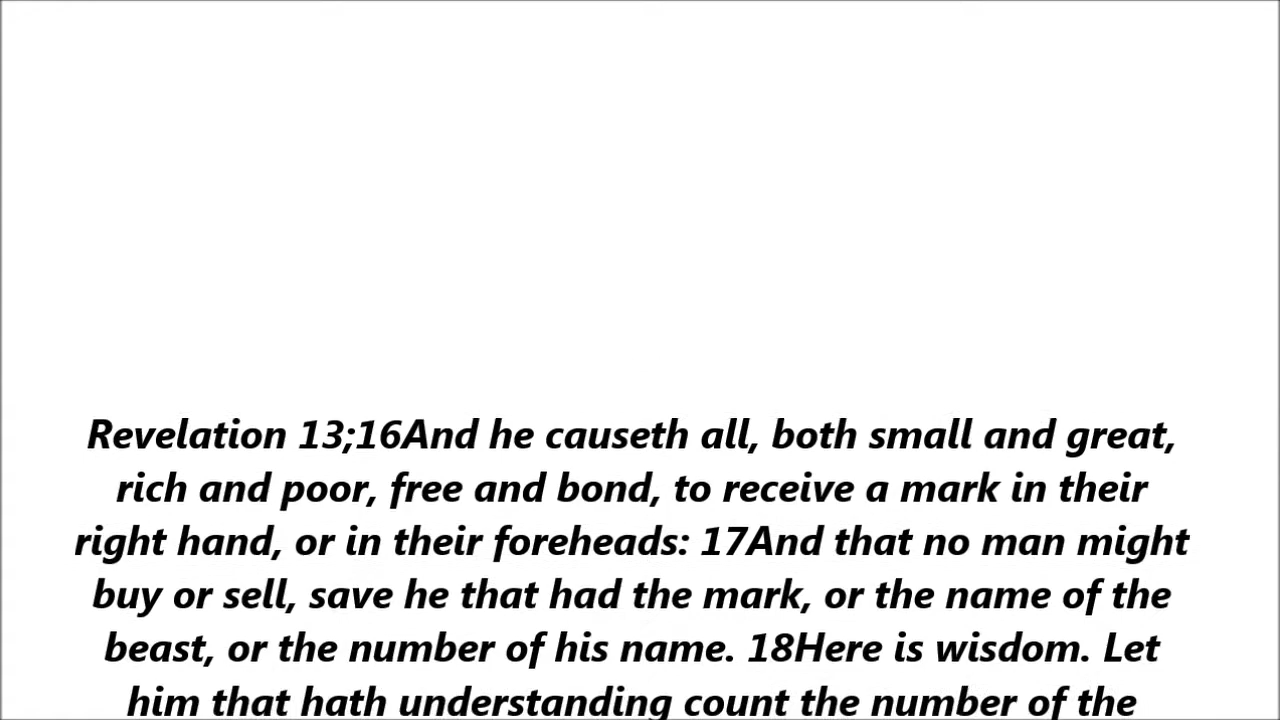 Revelation 13;16And he causeth all, both small and great,
rich and poor, free and bond, to receive a mark in their
right hand, or in their foreheads: 17And that no man might
buy or sell, save he that had the mark, or the name of the
beast, or the number of his name. 18Here is wisdom. Let
him that hath understanding count the number of the